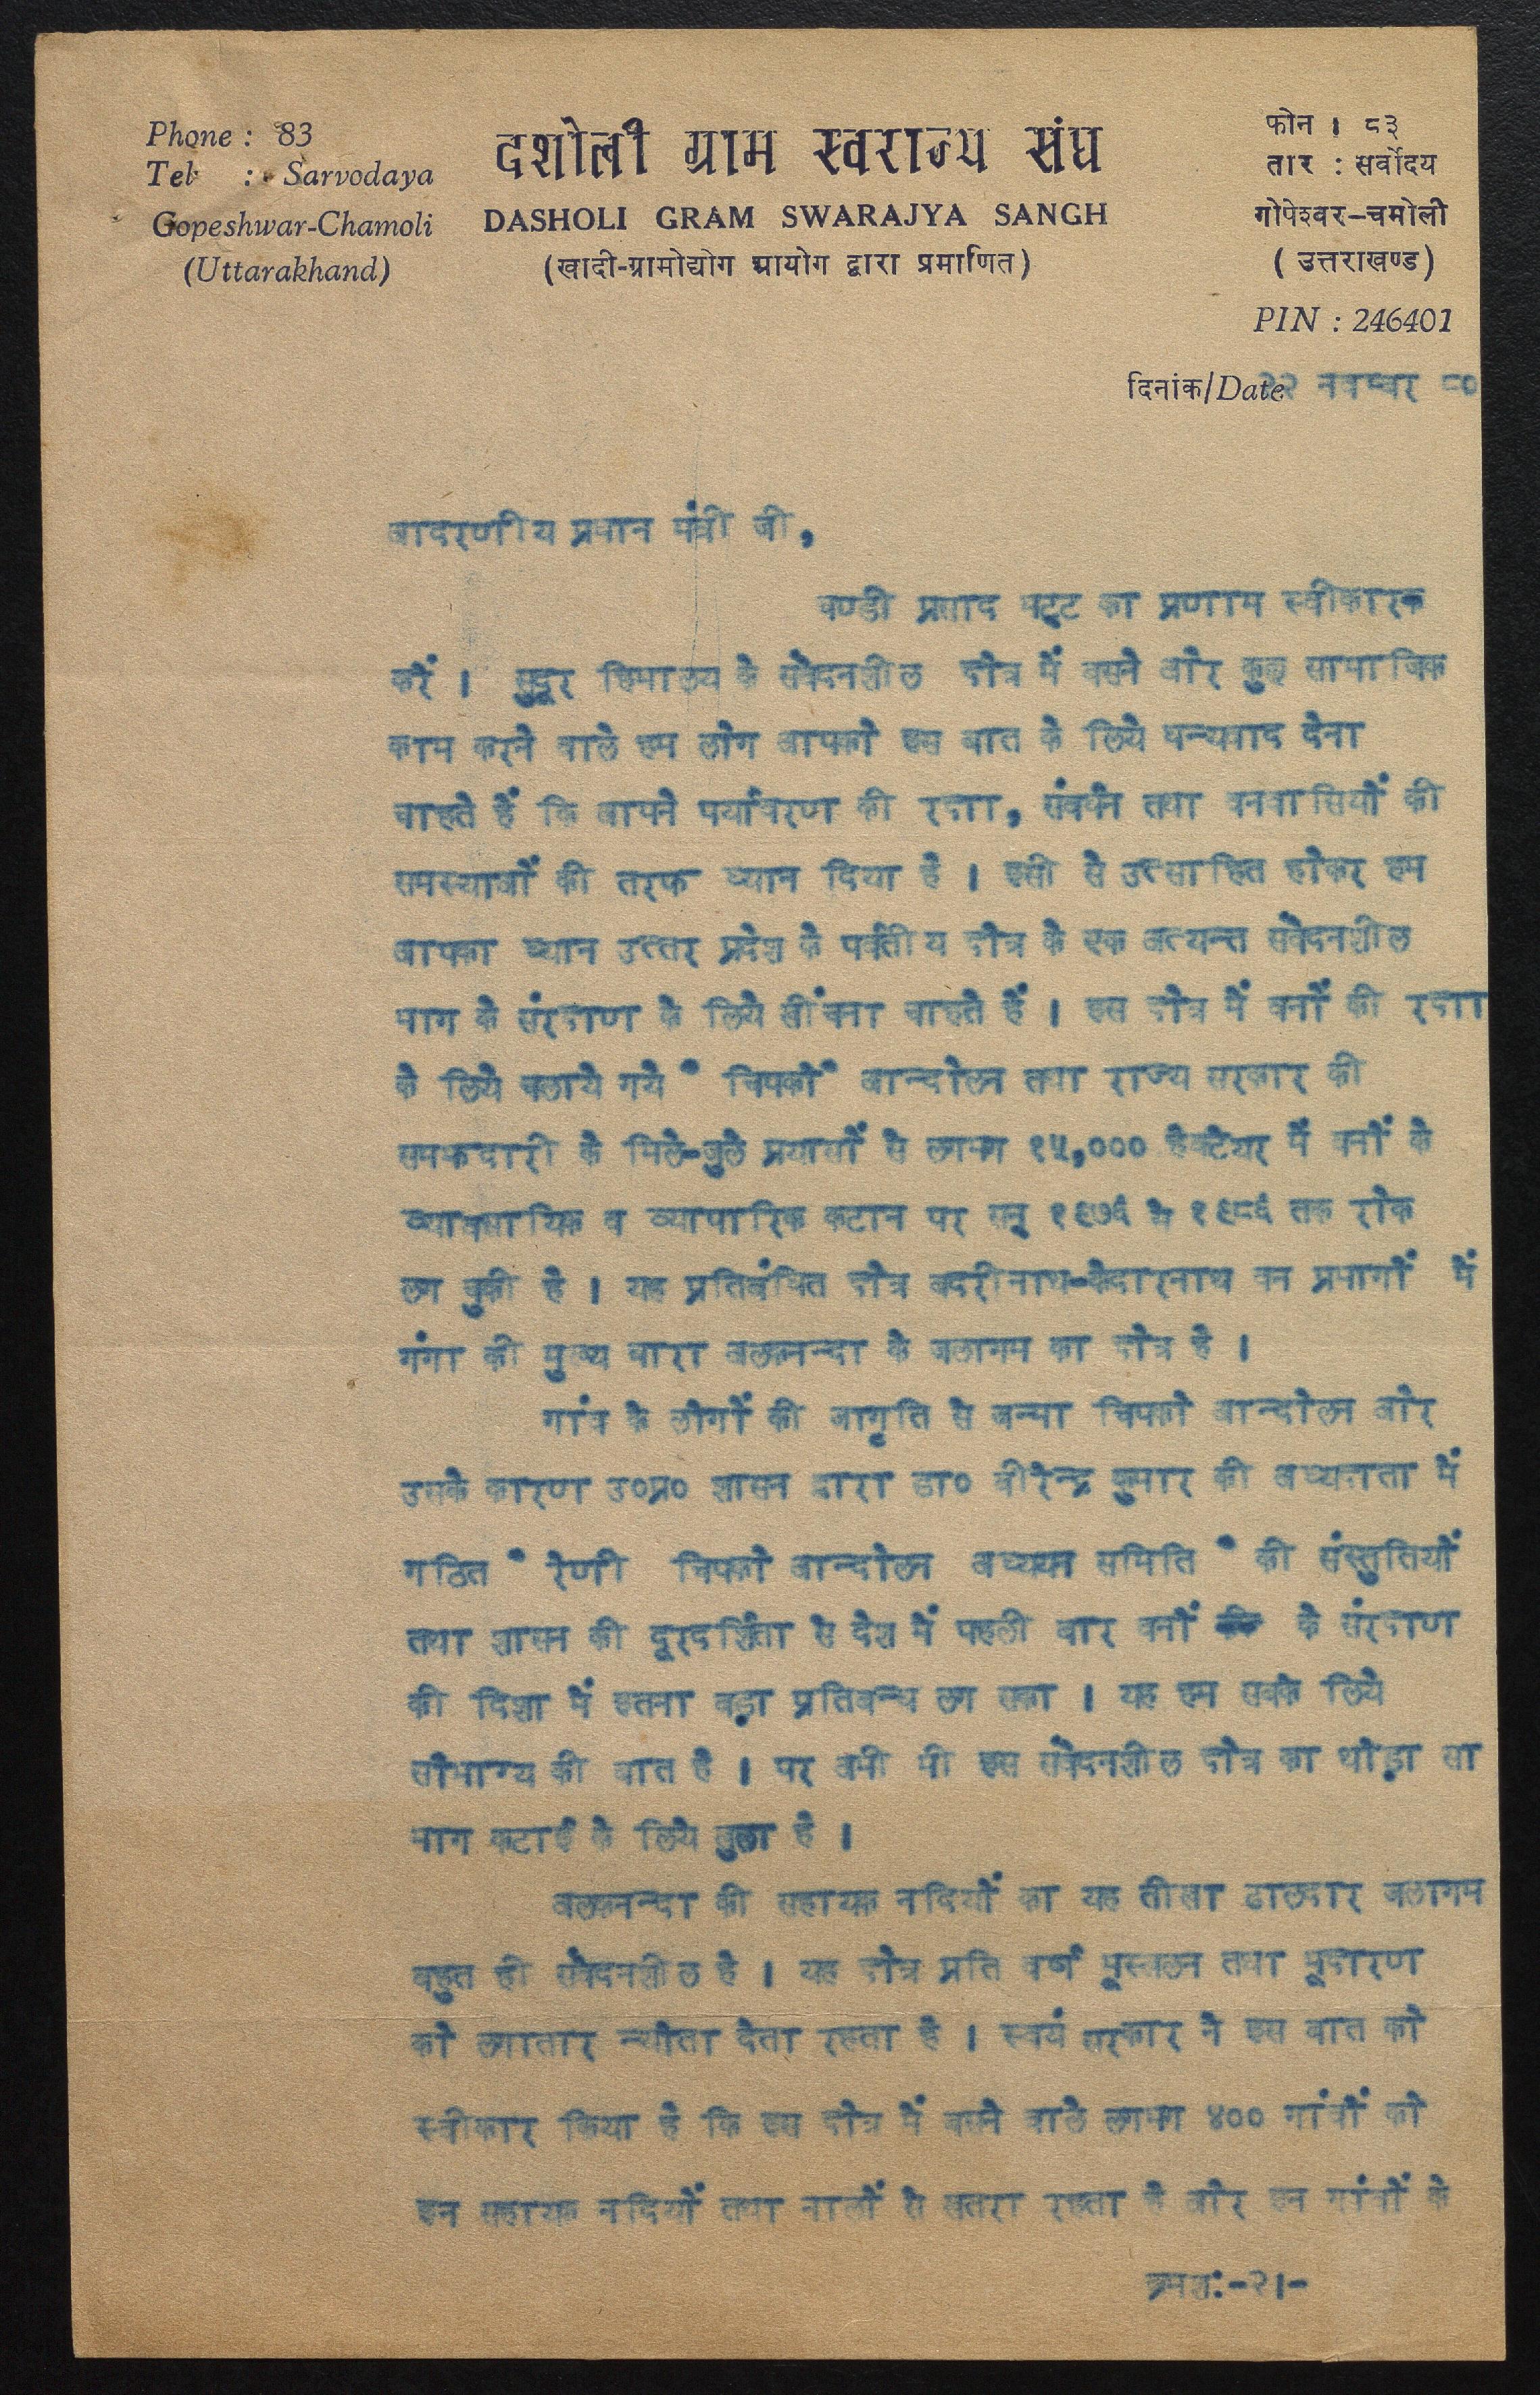 Phone : 83
Tel : Sarvodaya
Gopeshwar-Chamoli
(Uttarakhand)
दशोली ग्राम स्वराज्य संघ
DASHOLI GRAM SWARAJYA SANGH
(खादी-ग्रामोद्योग आयोग द्वारा प्रमाणित)
फोन : ८३
तार : सर्वोदय
गोपेश्वर-चमोली
( उत्तराखण्ड )
PIN : 246401
दिनांक/Date २२ नवम्बर ८०
आदरणीय प्रधान मंत्री जी,
चण्डी प्रसाद भट्ट का प्रणाम स्वीकार
करें । सुदूर हिमालय के संवेदनशील क्षेत्र में बसने और कुछ सामाजिक
काम करने वाले हम लोग आपको इस बात के लिये धन्यवाद देना
चाहते हैं कि आपने पर्यावरण की रक्षा, संवर्धन तथा वनवासियों की
समस्याओं की तरफ ध्यान दिया है । इसी से उत्साहित होकर हम
आपका ध्यान उत्तर प्रदेश के पर्वतीय क्षेत्र के एक अत्यन्त संवेदनशील
भाग के संरक्षण के लिये खींचना चाहते हैं । इस क्षेत्र में वनों की रक्षा
के लिये चलाये गये " चिपको" आन्दोलन तथा राज्य सरकार की
समझदारी के मिले-जुले प्रयासों से लगभग १५,००० हेक्टेयर में वनों के
व्यावसायिक व व्यापारिक कटान पर सन् १९७६ से १९८६ तक रोक
लग चुकी है । यह प्रतिबंधित क्षेत्र बदरीनाथ-केदारनाथ वन प्रभागों में
गंगा की मुख्य धारा अलकनन्दा के जलागम का क्षेत्र है ।
गांव के लोगों की जागृति से जन्मा चिपको आन्दोलन और
उसके कारण उ०प्र० शासन द्वारा डा० वीरेन्द्र कुमार की अध्यक्षता में
गठित " रेणी चिपको आन्दोलन अध्ययन समिति " की संस्तुतियों
तथा शासन की दूरदर्शिता से देश में पहली बार वनों के संरक्षण
की दिशा में इतना बड़ा प्रतिबन्ध लग सका । यह हम सबके लिये
सौभाग्य की बात है । पर अभी भी इस संवेदनशील क्षेत्र का थोड़ा सा
भाग कटाई के लिये खुला है ।
अलकनन्दा की सहायक नदियों का यह तीखा ढालदार जलागम
बहुत ही संवेदनशील है । यह क्षेत्र प्रति वर्ष भूस्खलन तथा भूक्षरण
को लगातार न्यौता देता रहता है । स्वयं सरकार ने इस बात को
स्वीकार किया है कि इस क्षेत्र में बसने वाले लगभग ४०० गांवों को
इन सहायक नदियों तथा नालों से खतरा रहता है और इन गांवों के
क्रमश:-२।-